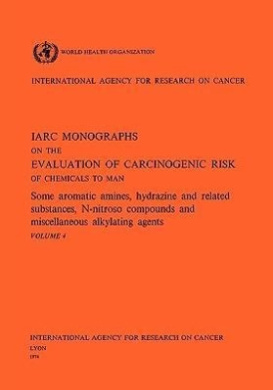 WORLD HEALTH ORGANIZATION
INTERNATIONAL AGENCY FOR RESEARCH ON CANCER
IARC MONOGRAPHS
ON THE
EVALUATION OF CARCINOGENIC RISK
OF CHEMICALS TO MAN
Some aromatic amines, hydrazine and related
substances, N-nitroso compounds and
miscellaneous alkylating agents
VOLUME 4
INTERNATIONAL AGENCY FOR RESEARCH ON CANCER
LYON
1974